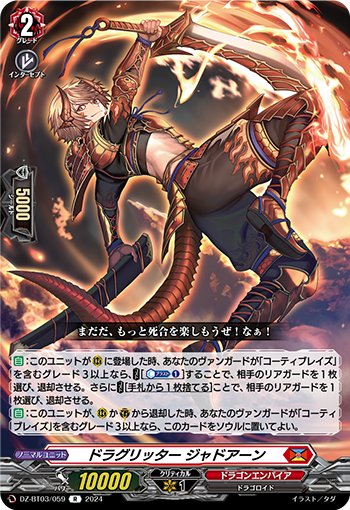 2
グレード
インターセプト
5000
シールド
まだだ、もっと死合を楽しもうぜ！なぁ！
自:このユニットがRに登場した時、あなたのヴァンガードが「コーティブレイズ」
を含むグレード３以上なら、【[ブラスト1]することで、相手のリアガードを１
枚選び、退却させる。さらに【[手札から１枚捨てる]ことで、相手のリアガードを１
枚選び、退却させる。
自:このユニットがRかGから退却した時、あなたのヴァンガードが「コーティブレイズ」
を含むグレード３以上なら、このカードをソウルに置いてよい。
ノーマルユニット
ドラグリッター ジャドアーン
パワー
10000
クリティカル
1
ドラゴンエンパイア
ドラゴロイド
DZ-BT03/059 R 2024
イラスト／タダ